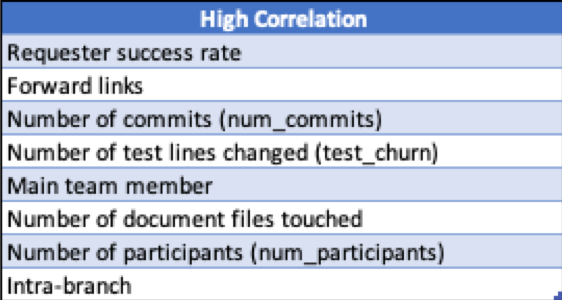 High Correlation
Requester success rate
Forward links
Number of commits (num_commits)
Number of test lines changed (test_churn)
Main team member
Number of document files touched
Number of participants (num_participants)
Intra-branch